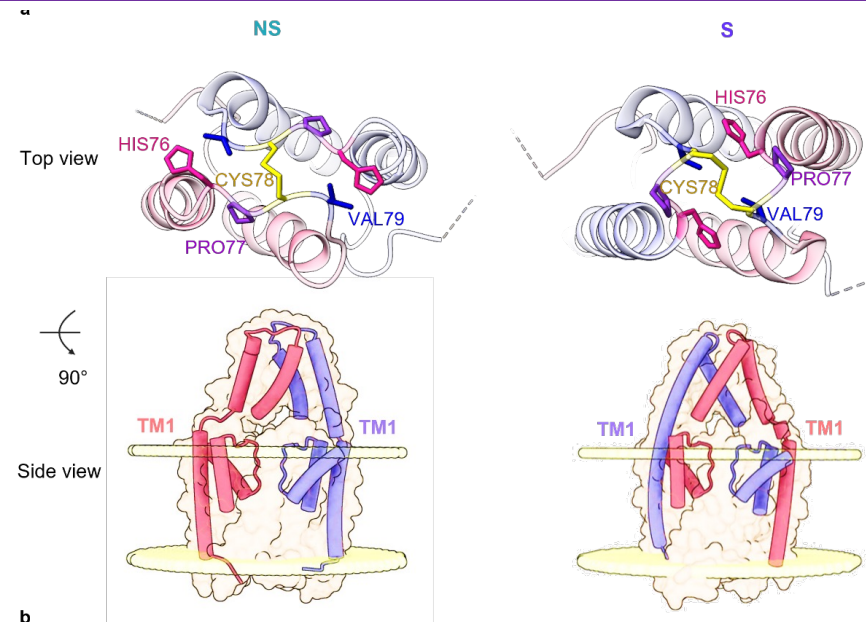 a
NS
S
Top view
HIS76
CYS78
VAL79
PRO77
HIS76
PRO77
CYS78
VAL79
90°
TM1
TM1
TM1
TM1
Side view
b